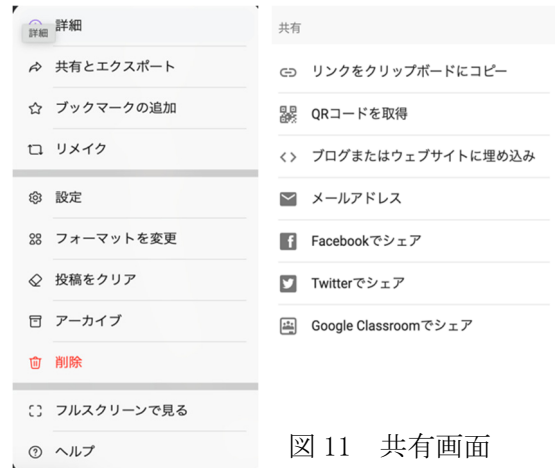 詳細
詳細
共有とエクスポート
ブックマークの追加
リメイク
設定
フォーマットを変更
投稿をクリア
アーカイブ
削除
フルスクリーンで見る
ヘルプ
共有
リンクをクリップボードにコピー
QRコードを取得
ブログまたはウェブサイトに埋め込み
メールアドレス
Facebookでシェア
Twitterでシェア
Google Classroomでシェア
図 11　共有画面